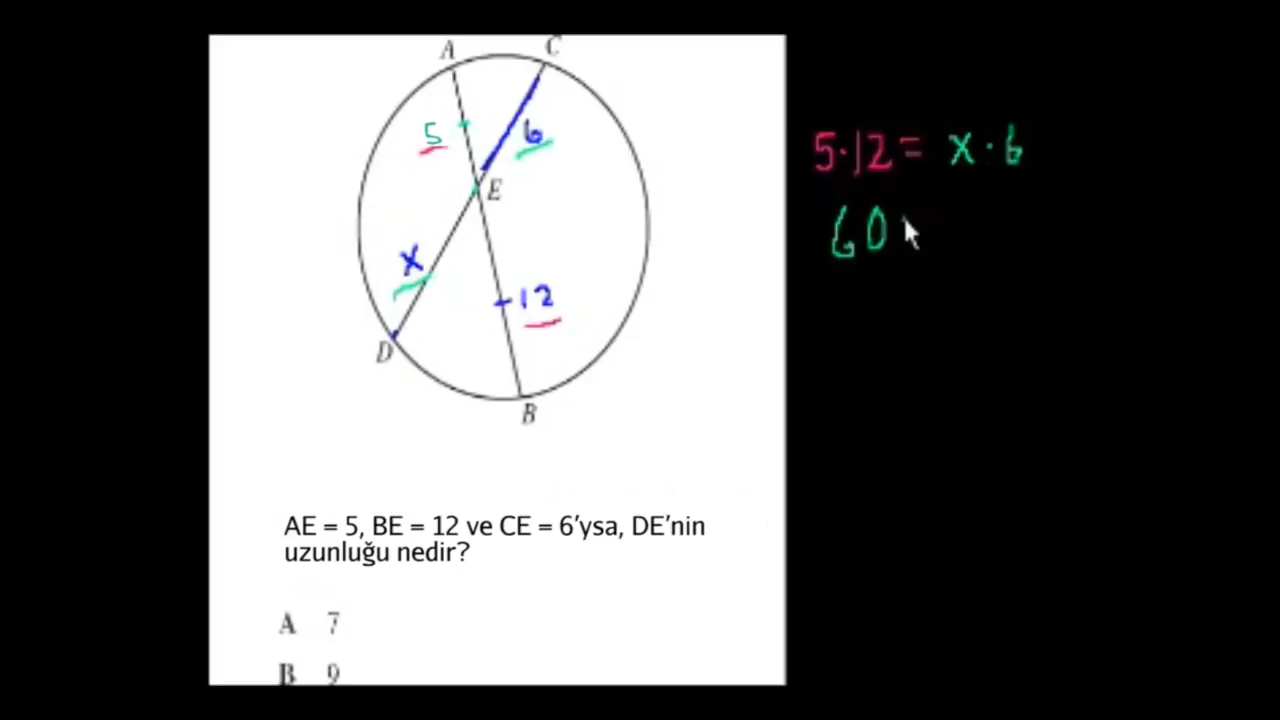 A C
5 6
5·12 = x·6
E
60
x
-12
D
B
AE = 5, BE = 12 ve CE = 6'ysa, DE'nin
uzunluğu nedir?
A 7
B 9